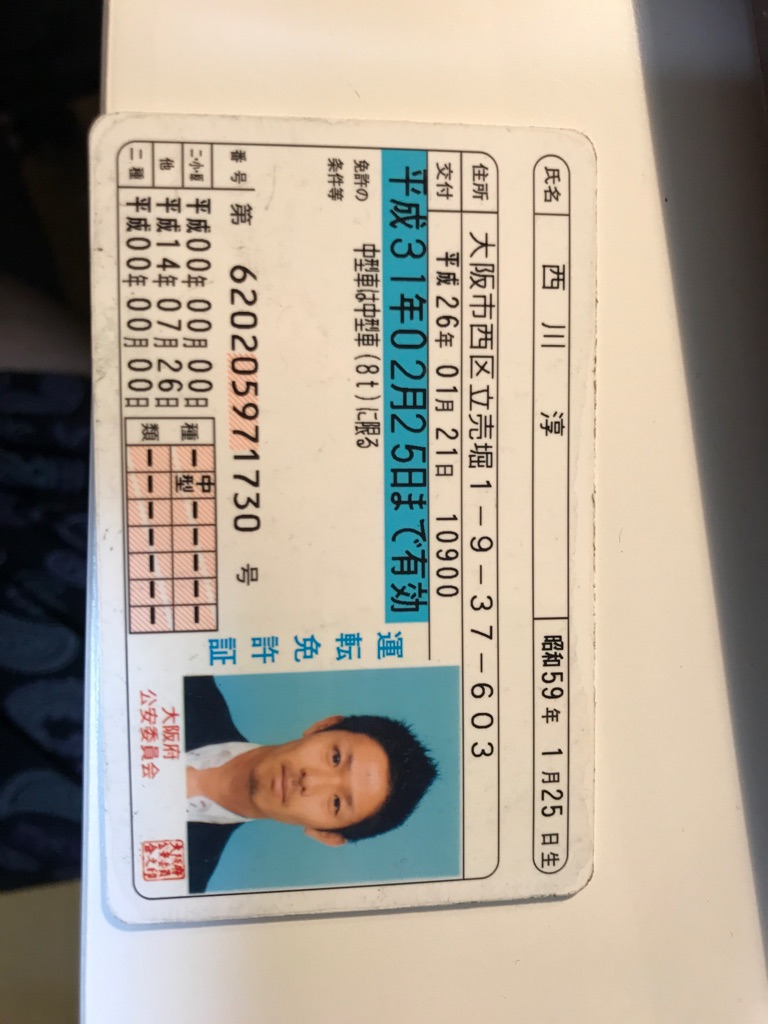 氏名 西川 淳 昭和59年 1月25日生
住所 大阪市西区立売堀1-9-37-603
交付 平成26年01月21日 10900
平成31年02月25日まで有効
免許の
条件等
中型車は中型車(8t)に限る
番号 第 620205971730 号
二・小・原 平成00年00月00日
他 平成14年07月26日
二種 平成00年00月00日
種類
中型
運転免許証
大阪府
公安委員会